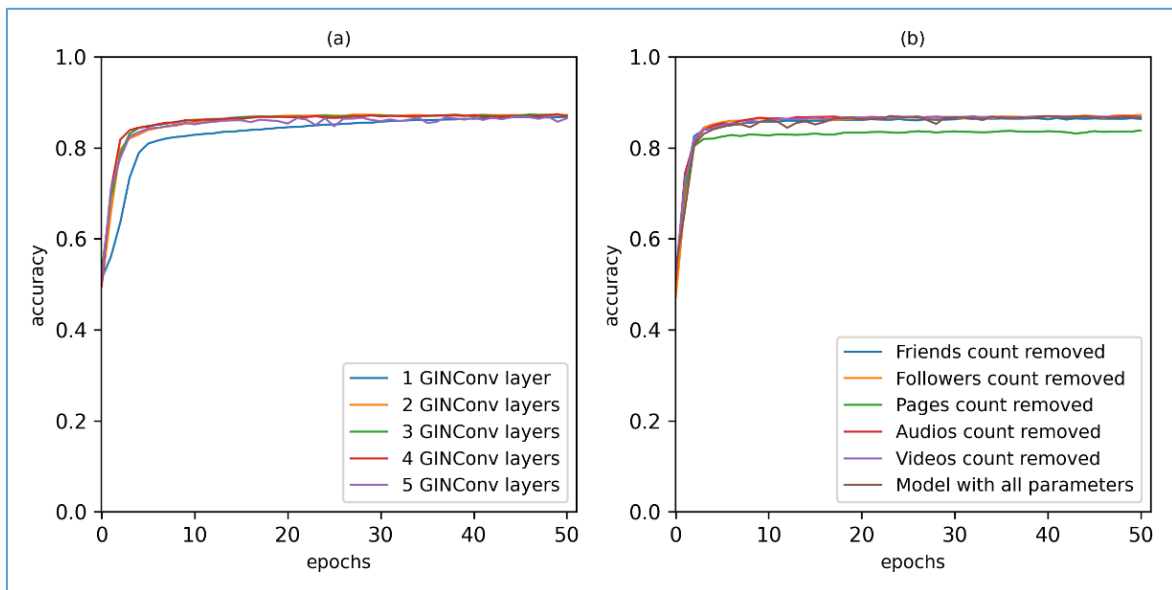 (a)
1.0
0.8
0.6
0.4
0.2
0.0
accuracy
0 10 20 30 40 50
epochs
1 GINConv layer
2 GINConv layers
3 GINConv layers
4 GINConv layers
5 GINConv layers
(b)
1.0
0.8
0.6
0.4
0.2
0.0
accuracy
0 10 20 30 40 50
epochs
Friends count removed
Followers count removed
Pages count removed
Audios count removed
Videos count removed
Model with all parameters